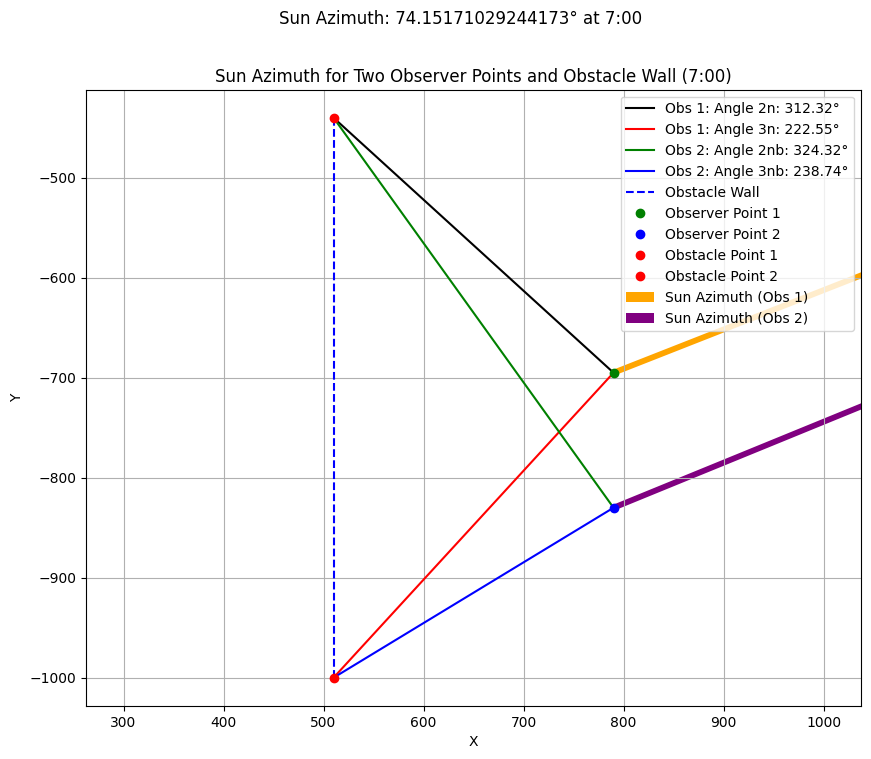 Sun Azimuth: 74.15171029244173° at 7:00
Sun Azimuth for Two Observer Points and Obstacle Wall (7:00)
Obs 1: Angle 2n: 312.32°
Obs 1: Angle 3n: 222.55°
Obs 2: Angle 2nb: 324.32°
Obs 2: Angle 3nb: 238.74°
Obstacle Wall
Observer Point 1
Observer Point 2
Obstacle Point 1
Obstacle Point 2
Sun Azimuth (Obs 1)
Sun Azimuth (Obs 2)
Y
−500
−600
−700
−800
−900
−1000
300 400 500 600 700 800 900 1000
X